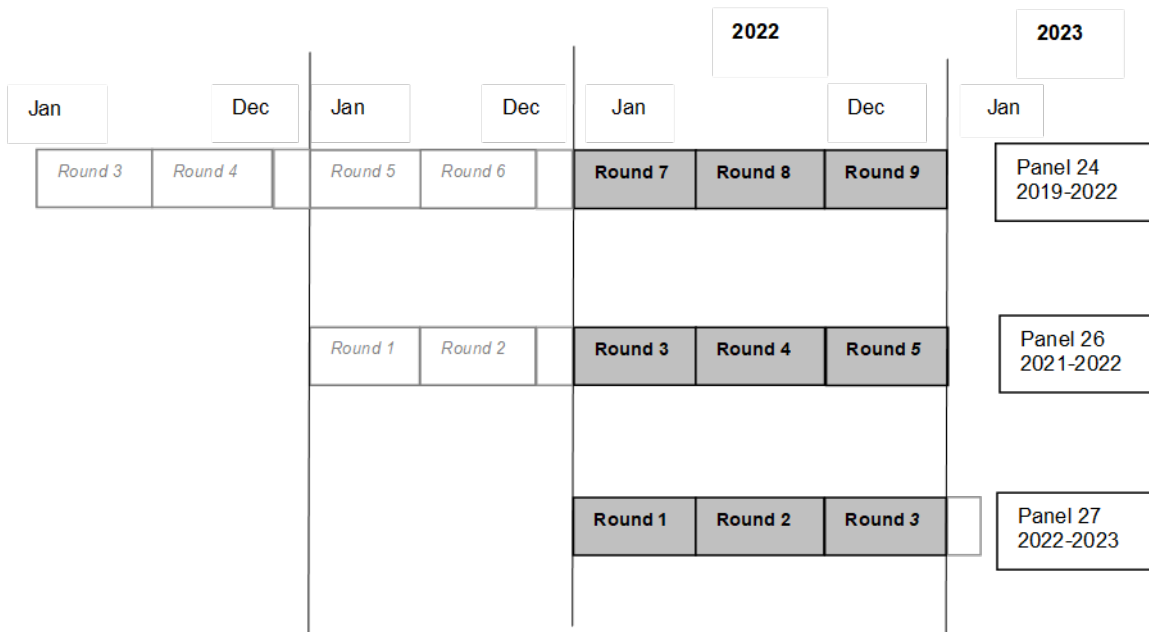 2022 2023
Jan Dec Jan Dec Jan Dec Jan
Round 3 Round 4 Round 5 Round 6 Round 7 Round 8 Round 9 Panel 24
2019-2022
Round 1 Round 2 Round 3 Round 4 Round 5 Panel 26
2021-2022
Round 1 Round 2 Round 3 Panel 27
2022-2023